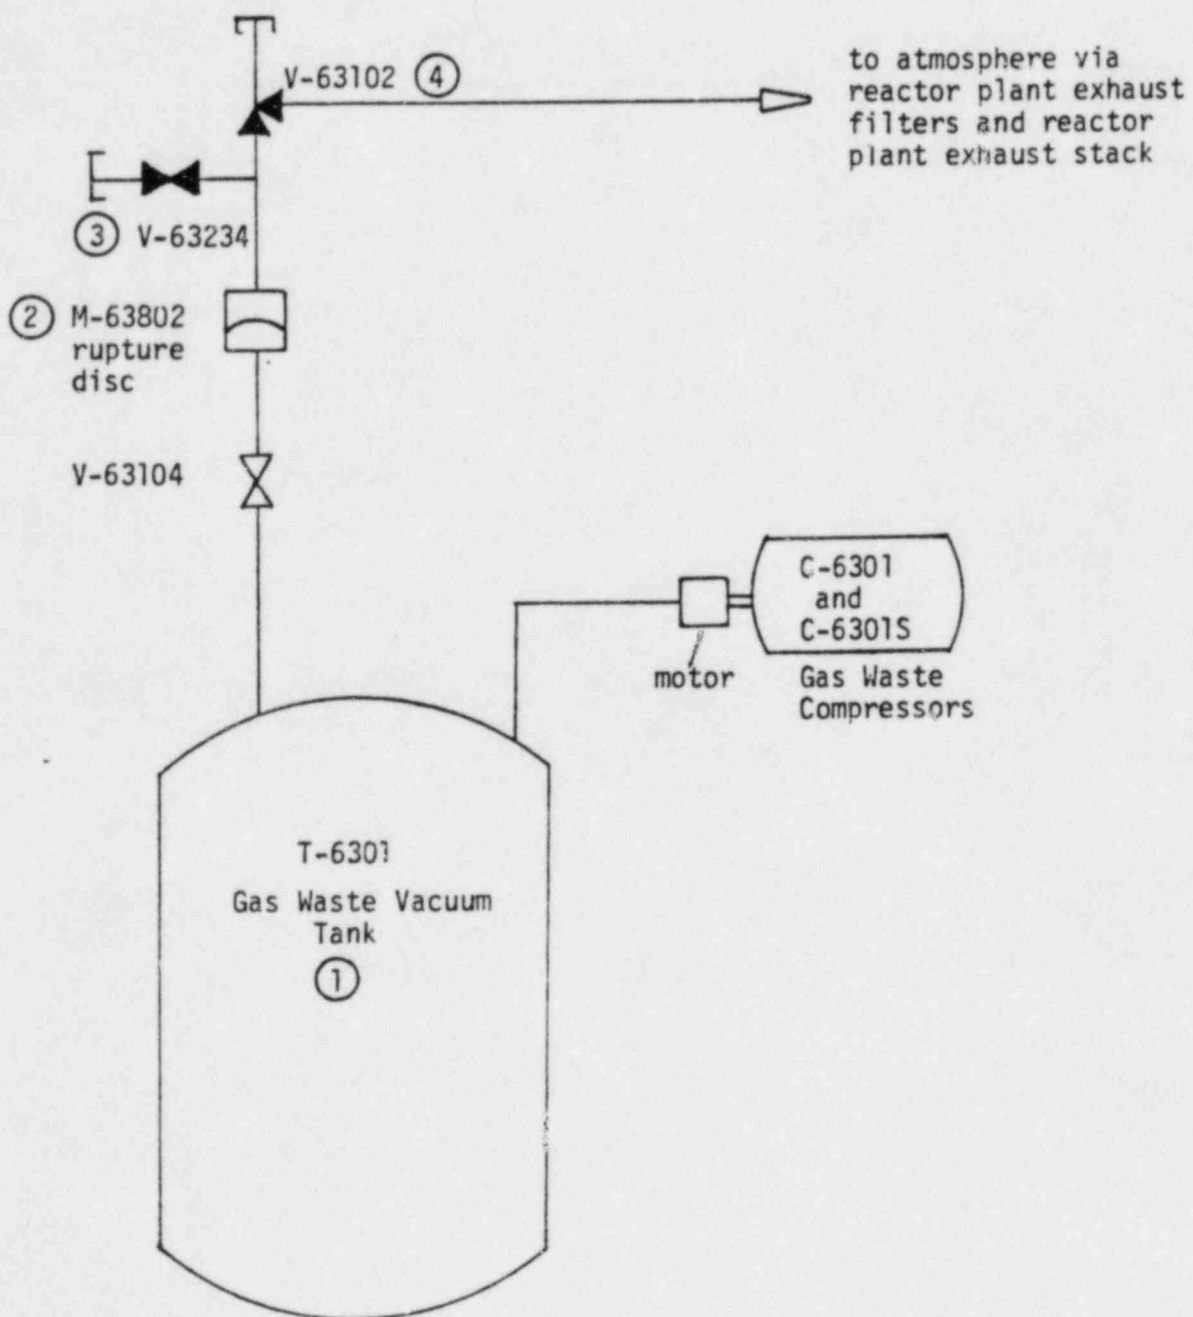 V-63102 ④
to atmosphere via
reactor plant exhaust
filters and reactor
plant exhaust stack
③ V-63234
② M-63802
rupture
disc
V-63104
C-6301
and
C-6301S
motor
Gas Waste
Compressors
T-6301
Gas Waste Vacuum
Tank
①